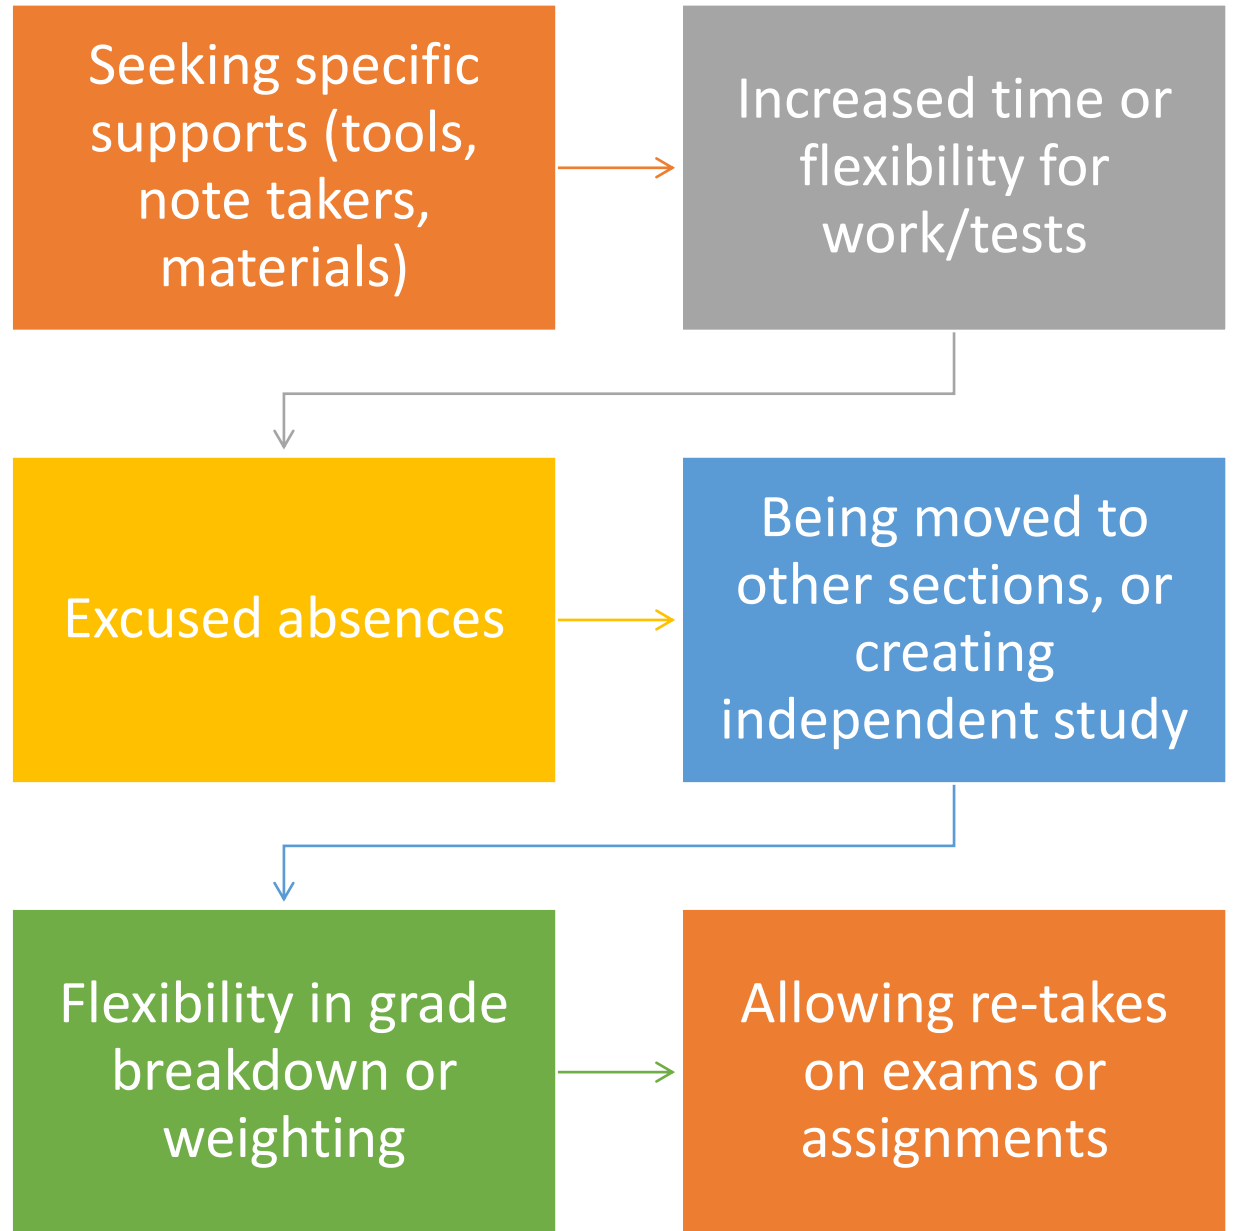 Seeking specific
supports (tools,
note takers,
materials)
Increased time or
flexibility for
work/tests
Excused absences
Being moved to
other sections, or
creating
independent study
Flexibility in grade
breakdown or
weighting
Allowing re-takes
on exams or
assignments